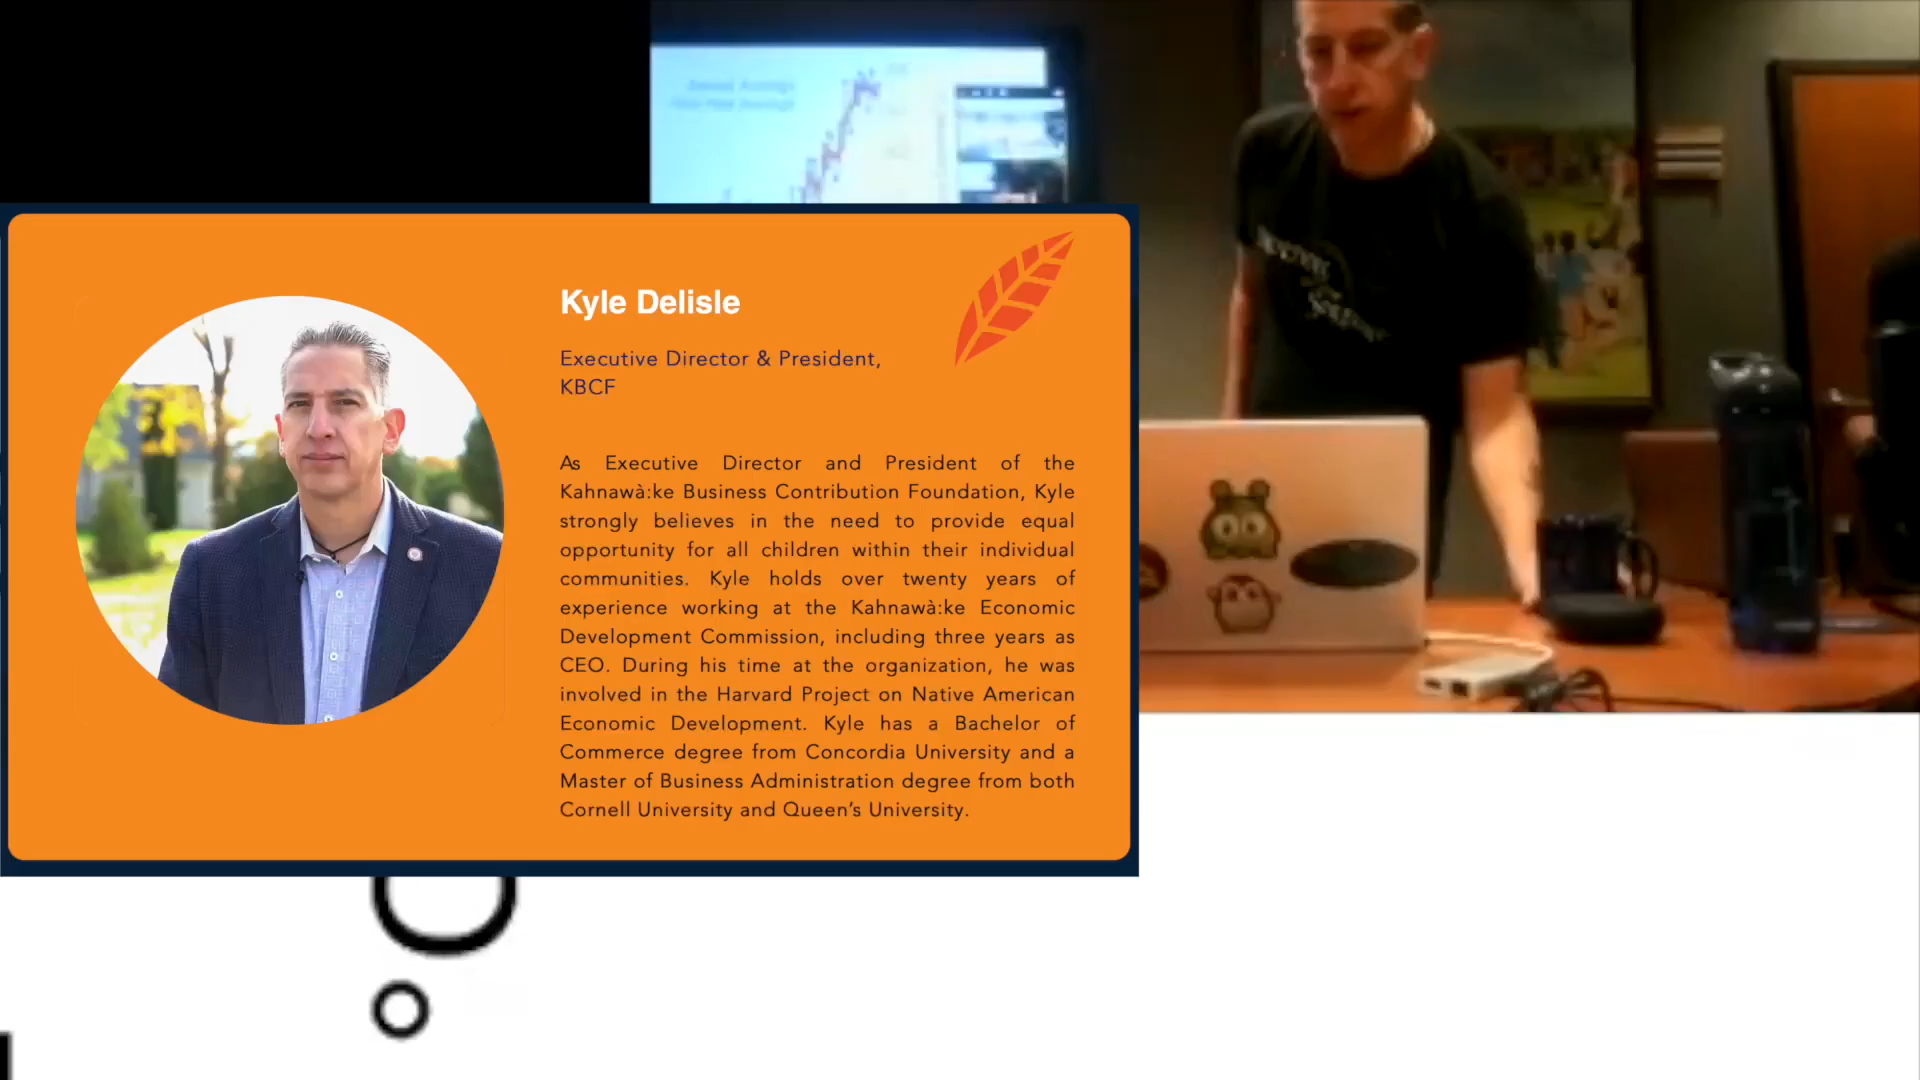 Kyle Delisle
Executive Director & President,
KBCF
As Executive Director and President of the
Kahnawà:ke Business Contribution Foundation, Kyle
strongly believes in the need to provide equal
opportunity for all children within their individual
communities. Kyle holds over twenty years of
experience working at the Kahnawà:ke Economic
Development Commission, including three years as
CEO. During his time at the organization, he was
involved in the Harvard Project on Native American
Economic Development. Kyle has a Bachelor of
Commerce degree from Concordia University and a
Master of Business Administration degree from both
Cornell University and Queen’s University.